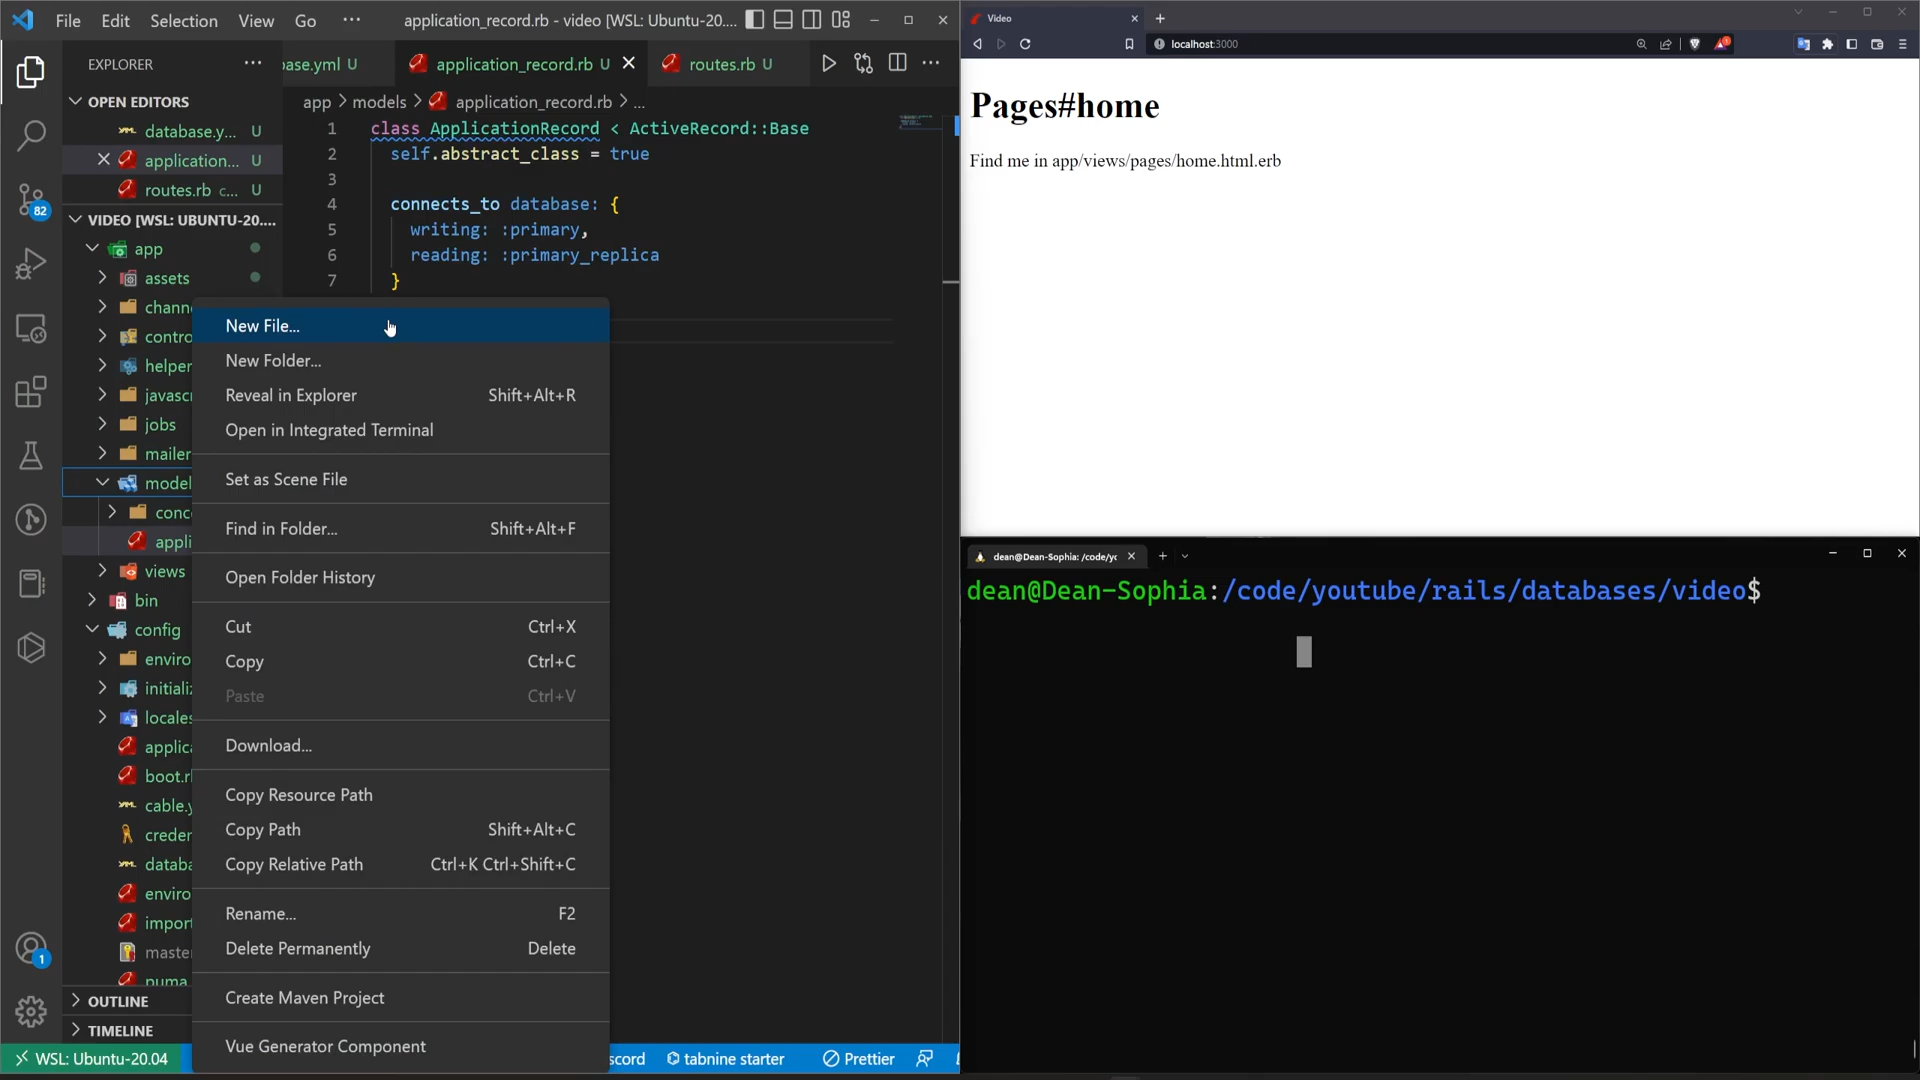 File Edit Selection View Go ··· application_record.rb - video [WSL: Ubuntu-20....
EXPLORER
OPEN EDITORS
database.y... U
application... U
routes.rb c... U
VIDEO [WSL: UBUNTU-20....
app
assets
chann
contro
helper
javasc
jobs
mailer
model
conc
appli
views
bin
config
enviro
initializ
locales
applica
boot.r
cable.y
creder
databa
enviro
import
master
puma
OUTLINE
TIMELINE
82
1
ase.yml U application_record.rb U routes.rb U
app > models > application_record.rb > ...
1 class ApplicationRecord < ActiveRecord::Base
2 self.abstract_class = true
3
4 connects_to database: {
5 writing: :primary,
6 reading: :primary_replica
7 }
New File...
New Folder...
Reveal in Explorer Shift+Alt+R
Open in Integrated Terminal
Set as Scene File
Find in Folder... Shift+Alt+F
Open Folder History
Cut Ctrl+X
Copy Ctrl+C
Paste Ctrl+V
Download...
Copy Resource Path
Copy Path Shift+Alt+C
Copy Relative Path Ctrl+K Ctrl+Shift+C
Rename... F2
Delete Permanently Delete
Create Maven Project
Vue Generator Component
WSL: Ubuntu-20.04 scord tabnine starter Prettier
Video
localhost:3000
Pages#home
Find me in app/views/pages/home.html.erb
dean@Dean-Sophia: /code/yo
dean@Dean-Sophia:/code/youtube/rails/databases/video$